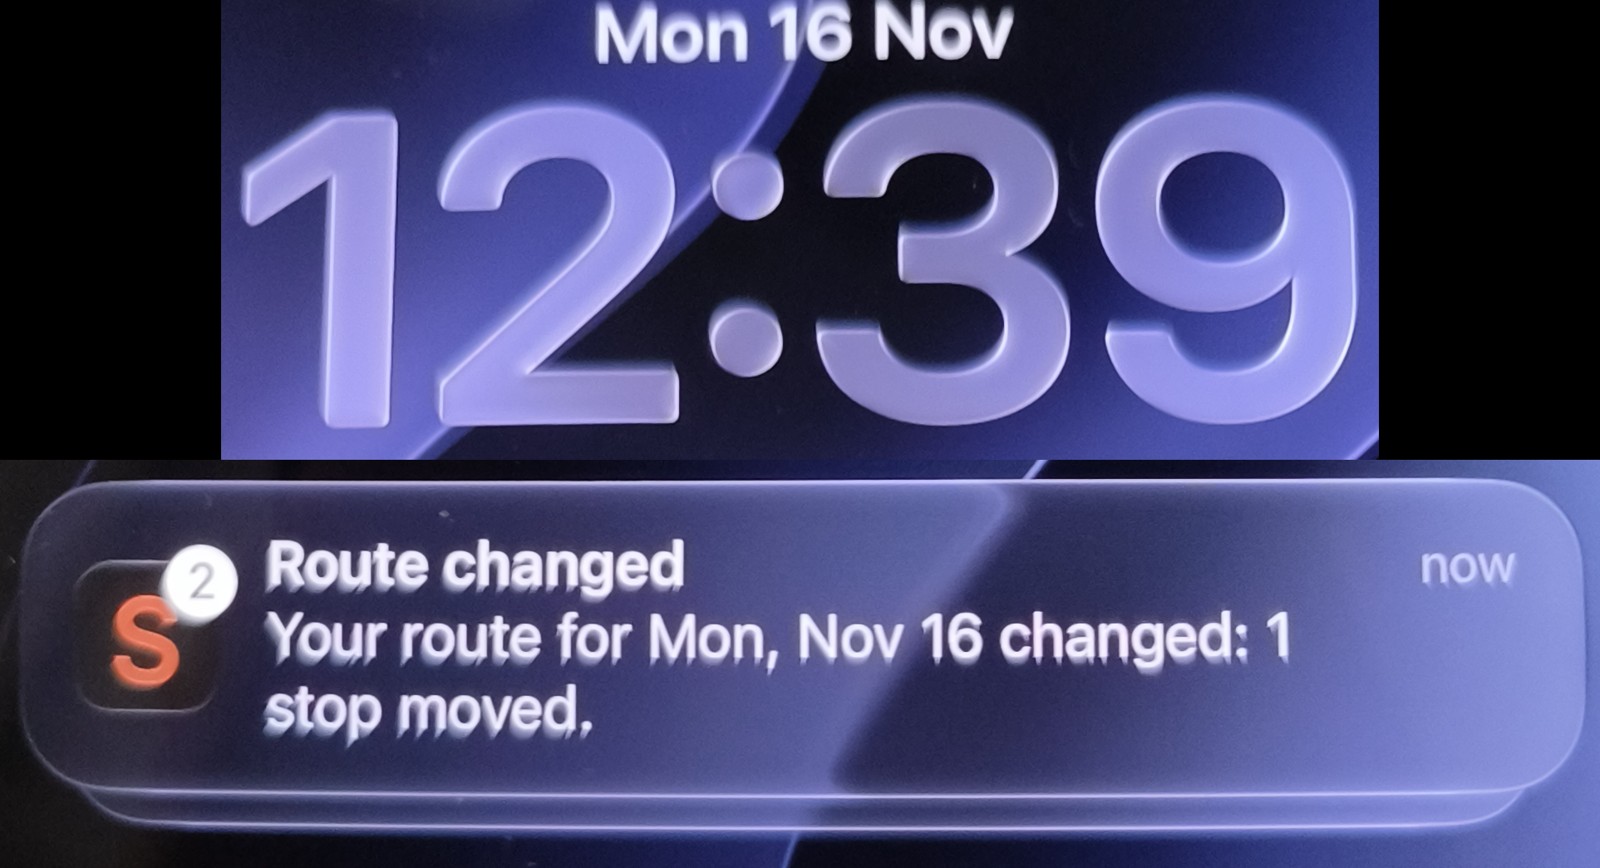 Mon 16 Nov
12:39
S
2
Route changed
now
Your route for Mon, Nov 16 changed: 1
stop moved.